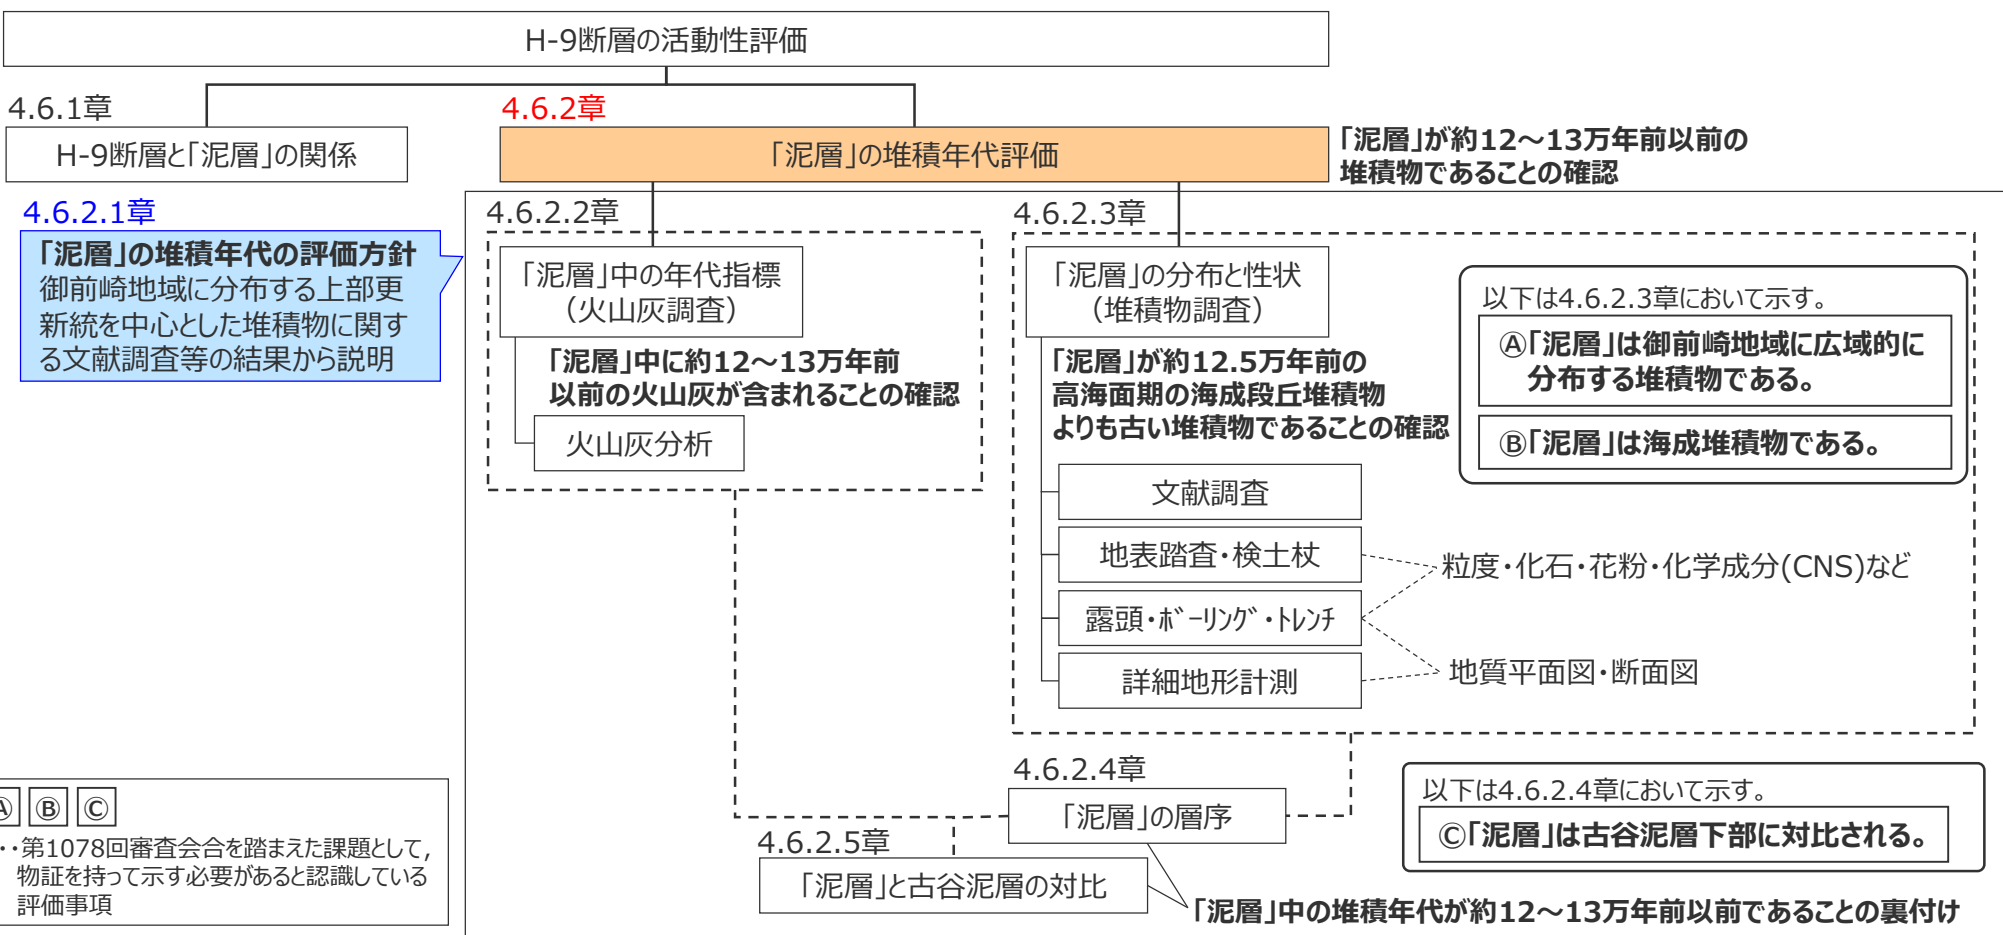 H-9断層の活動性評価
4.6.1章
H-9断層と「泥層」の関係
4.6.2章
「泥層」の堆積年代評価
「泥層」が約12～13万年前以前の
堆積物であることの確認
4.6.2.1章
「泥層」の堆積年代の評価方針
御前崎地域に分布する上部更
新統を中心とした堆積物に関す
る文献調査等の結果から説明
4.6.2.2章
「泥層」中の年代指標
（火山灰調査）
「泥層」中に約12～13万年前
以前の火山灰が含まれることの確認
火山灰分析
4.6.2.3章
「泥層」の分布と性状
（堆積物調査）
「泥層」が約12.5万年前の
高海面期の海成段丘堆積物
よりも古い堆積物であることの確認
文献調査
地表踏査・検土杖
露頭・ﾎﾞｰﾘﾝｸﾞ・ﾄﾚﾝﾁ
詳細地形計測
粒度・化石・花粉・化学成分(CNS)など
地質平面図・断面図
以下は4.6.2.3章において示す。
Ⓐ「泥層」は御前崎地域に広域的に
分布する堆積物である。
Ⓑ「泥層」は海成堆積物である。
4.6.2.4章
「泥層」の層序
4.6.2.5章
「泥層」と古谷泥層の対比
以下は4.6.2.4章において示す。
Ⓒ「泥層」は古谷泥層下部に対比される。
「泥層」中の堆積年代が約12～13万年前以前であることの裏付け
Ⓐ Ⓑ Ⓒ
・・第1078回審査会合を踏まえた課題として,
物証を持って示す必要があると認識している
評価事項